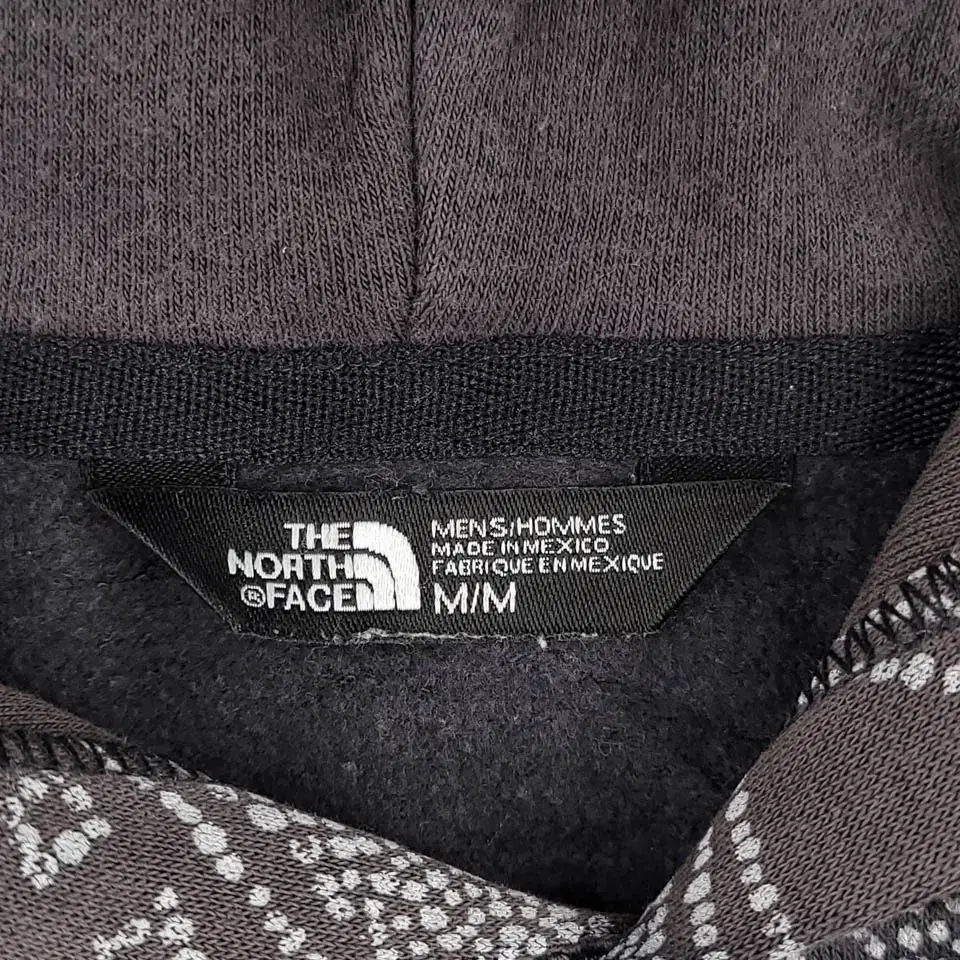 THE
NORTH
®FACE
MENS/HOMMES
MADE IN MEXICO
FABRIQUE EN MEXIQUE
M/M